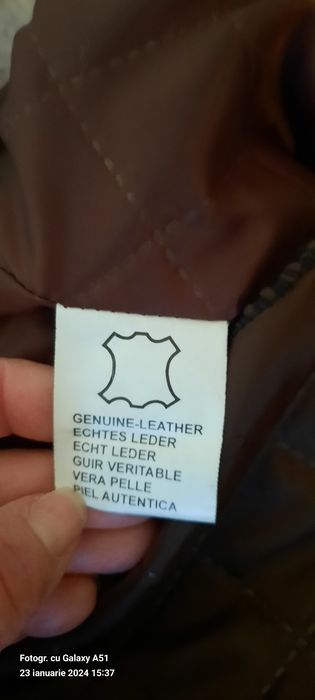 GENUINE-LEATHER
ECHTES LEDER
ECHT LEDER
GUIR VERITABLE
VERA PELLE
PIEL AUTENTICA
Fotogr. cu Galaxy A51
23 ianuarie 2024 15:37